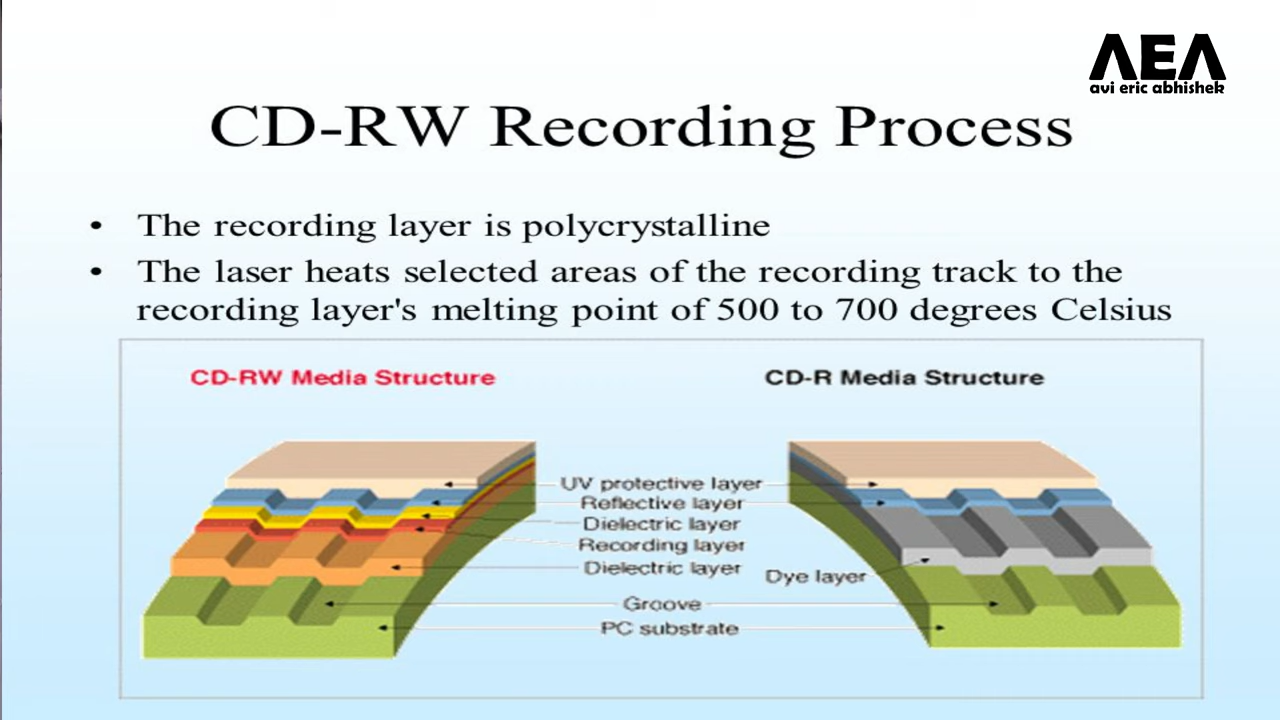 AEA
avi eric abhishek
CD-RW Recording Process
• The recording layer is polycrystalline
• The laser heats selected areas of the recording track to the
recording layer's melting point of 500 to 700 degrees Celsius
CD-RW Media Structure
CD-R Media Structure
UV protective layer
Reflective layer
Dielectric layer
Recording layer
Dielectric layer
Dye layer
Groove
PC substrate